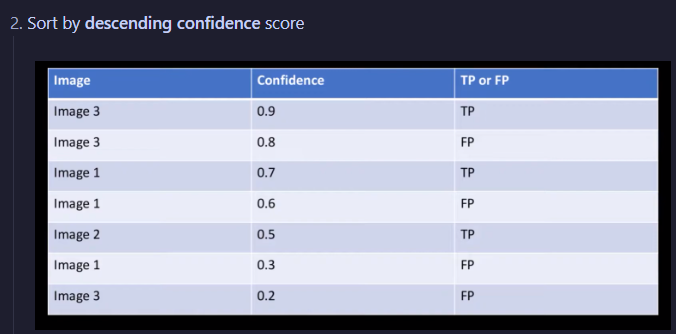 2. Sort by descending confidence score
Image Confidence TP or FP
Image 3 0.9 TP
Image 3 0.8 FP
Image 1 0.7 TP
Image 1 0.6 FP
Image 2 0.5 TP
Image 1 0.3 FP
Image 3 0.2 FP